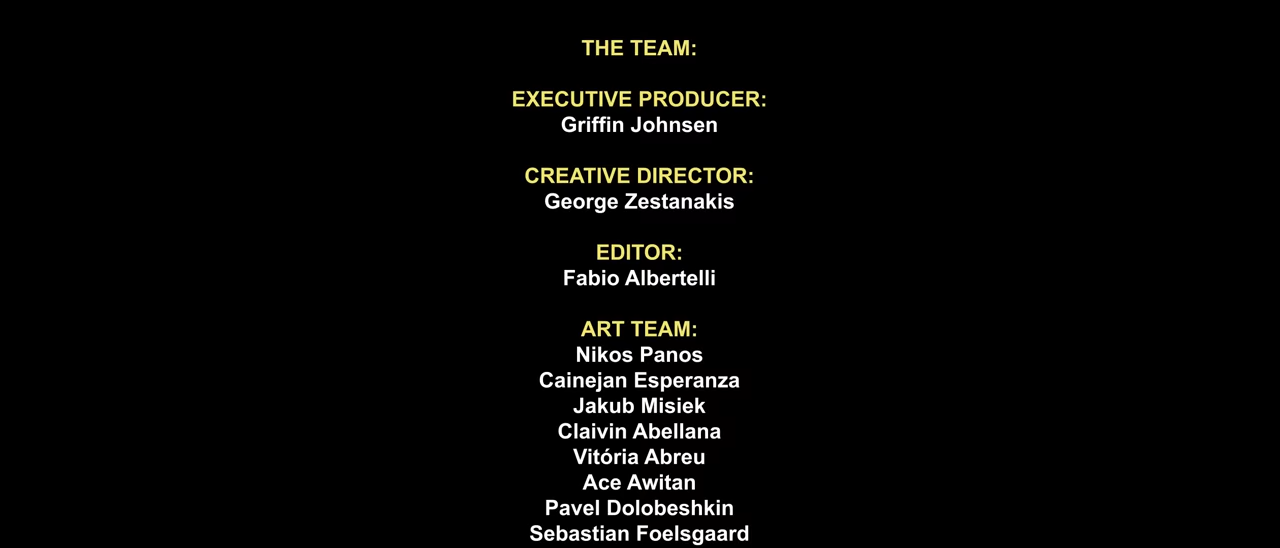 THE TEAM:
EXECUTIVE PRODUCER:
Griffin Johnsen
CREATIVE DIRECTOR:
George Zestanakis
EDITOR:
Fabio Albertelli
ART TEAM:
Nikos Panos
Cainejan Esperanza
Jakub Misiek
Claivin Abellana
Vitória Abreu
Ace Awitan
Pavel Dolobeshkin
Sebastian Foelsgaard